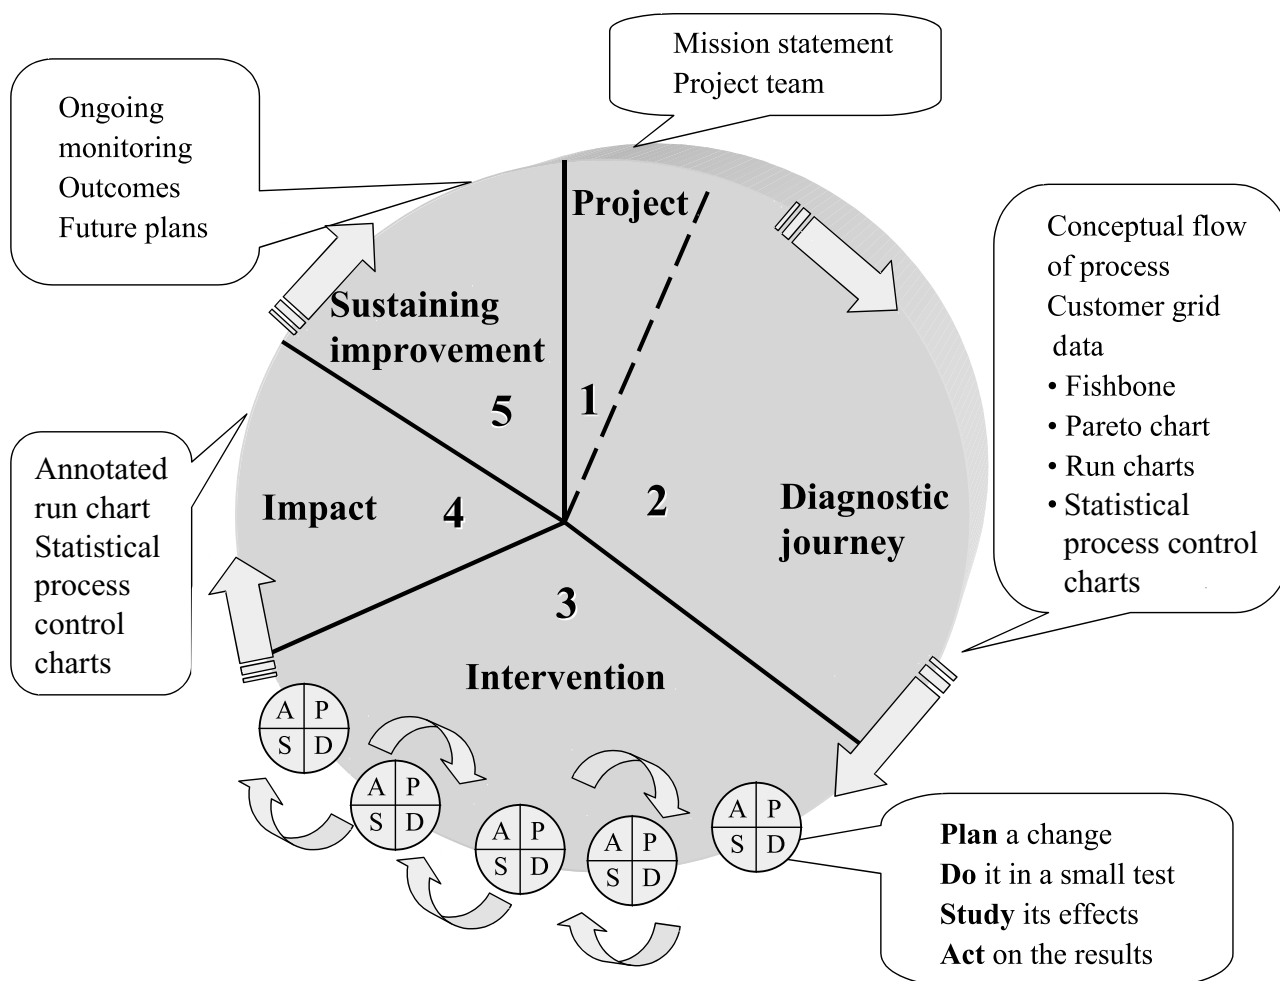 Mission statement
Project team
Ongoing
monitoring
Outcomes
Future plans
Project
Conceptual flow
of process
Customer grid
data
• Fishbone
• Pareto chart
• Run charts
• Statistical
process control
charts
Sustaining
improvement
5
1
2
Diagnostic
journey
Annotated
run chart
Statistical
process
control
charts
Impact
4
3
Intervention
A P
S D
A P
S D
A P
S D
A P
S D
A P
S D
Plan a change
Do it in a small test
Study its effects
Act on the results